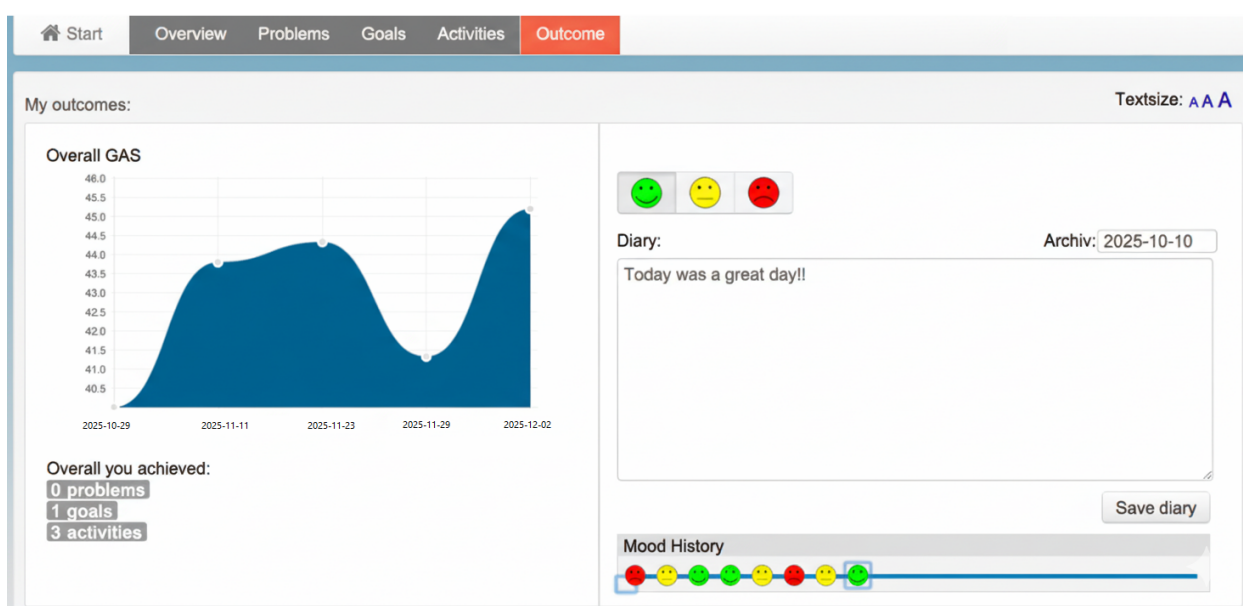 Start Overview Problems Goals Activities Outcome
My outcomes:
Textsize: A A A
Overall GAS
46.0
45.5
45.0
44.5
44.0
43.5
43.0
42.5
42.0
41.5
41.0
40.5
2025-10-29 2025-11-11 2025-11-23 2025-11-29 2025-12-02
Overall you achieved:
0 problems
1 goals
3 activities
Diary:
Archiv: 2025-10-10
Today was a great day!!
Save diary
Mood History